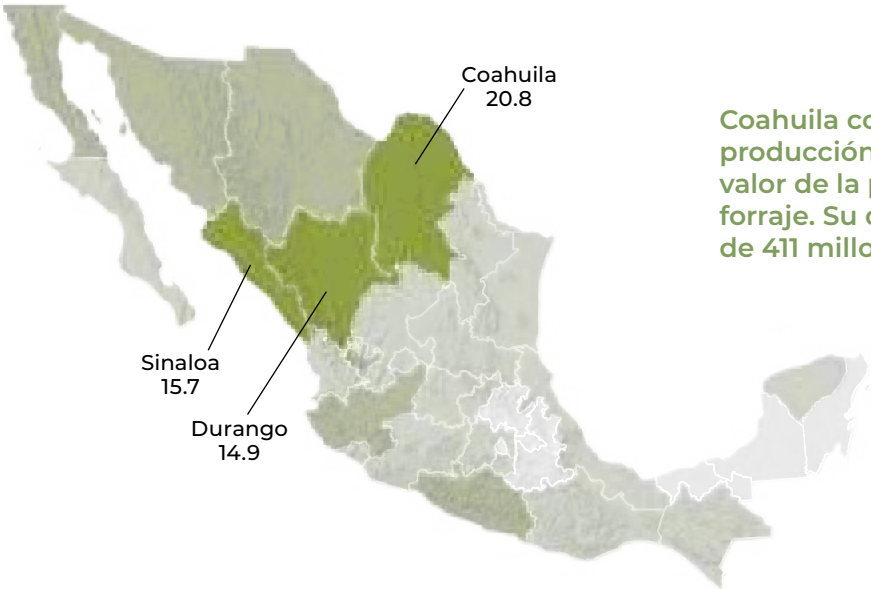 Coahuila
20.8
Coahuila co
producción
valor de la p
forraje. Su d
de 411 millo
Sinaloa
15.7
Durango
14.9